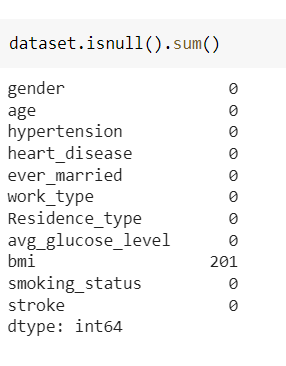 dataset.isnull().sum()
gender 0
age 0
hypertension 0
heart_disease 0
ever_married 0
work_type 0
Residence_type 0
avg_glucose_level 0
bmi 201
smoking_status 0
stroke 0
dtype: int64